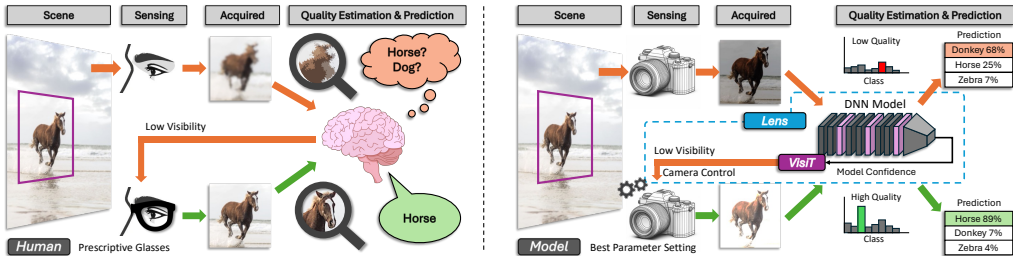 Scene
Sensing
Acquired
Quality Estimation & Prediction
Horse?
Dog?
Low Visibility
Horse
Human
Prescriptive Glasses
Scene
Sensing
Acquired
Quality Estimation & Prediction
Low Quality
Class
Prediction
Donkey 68%
Horse 25%
Zebra 7%
DNN Model
Lens
VisiT
Low Visibility
Camera Control
Model Confidence
High Quality
Class
Prediction
Horse 89%
Donkey 7%
Zebra 4%
Model
Best Parameter Setting